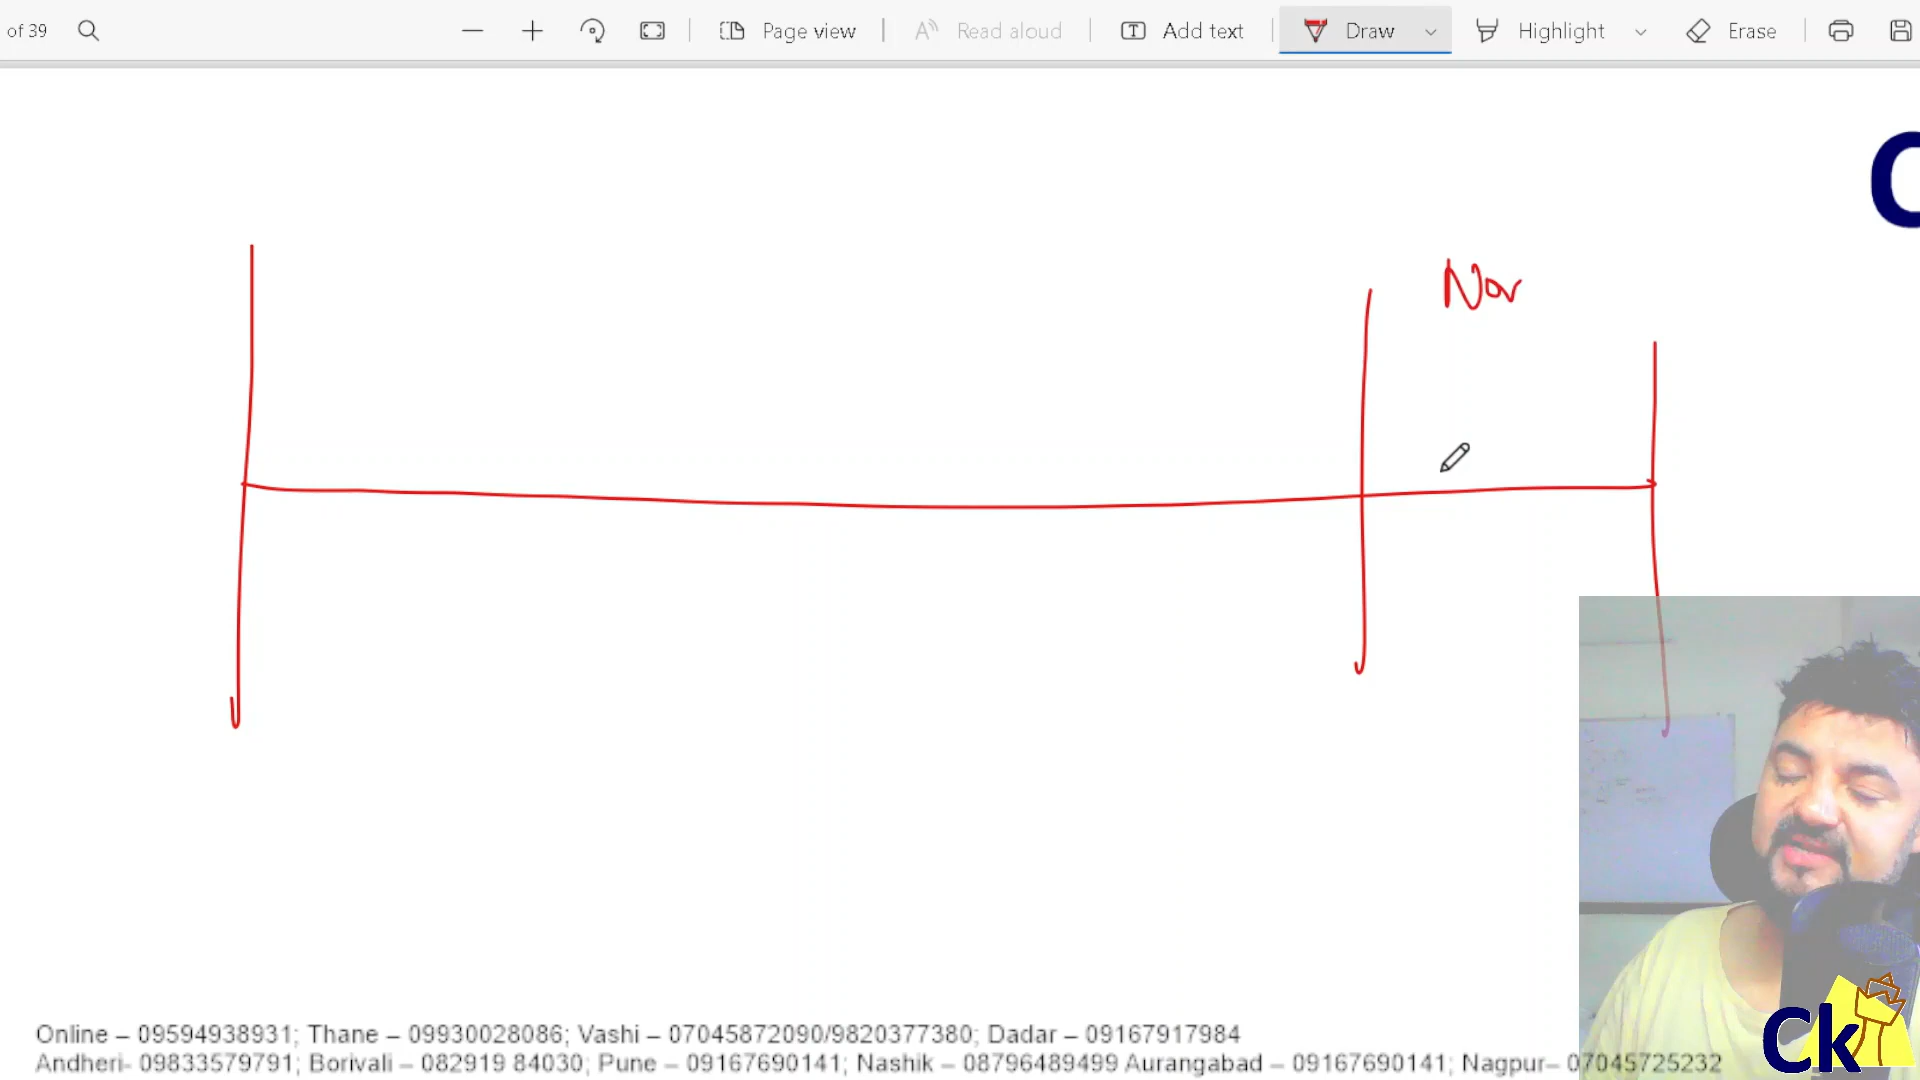 of 39
Page view
Read aloud
Add text
Draw
Highlight
Erase
C
Nov
Online – 09594938931; Thane – 09930028086; Vashi – 07045872090/9820377380; Dadar – 09167917984
Andheri- 09833579791; Borivali – 082919 84030; Pune – 09167690141; Nashik – 08796489499 Aurangabad – 09167690141; Nagpur– 07045725232
Ck